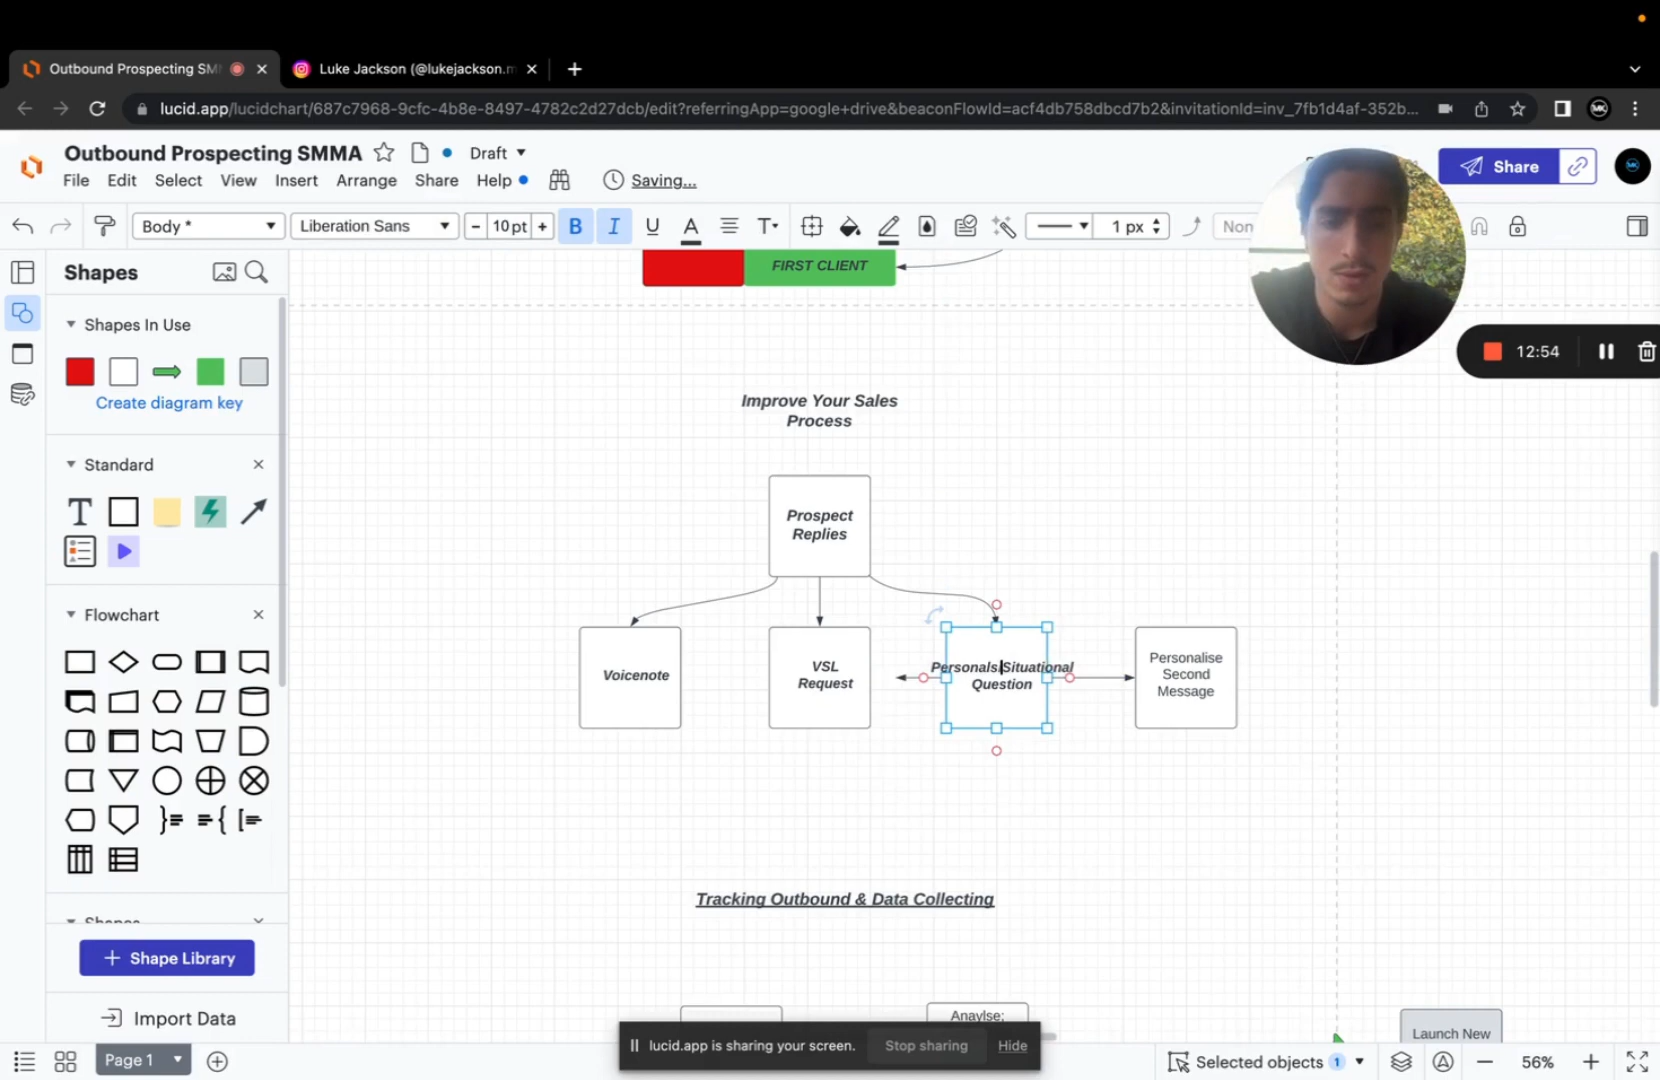 Outbound Prospecting SM
Luke Jackson (@lukejackson.m
lucid.app/lucidchart/687c7968-9cfc-4b8e-8497-4782c2d27dcb/edit?referringApp=google+drive&beaconFlowId=acf4db758dbcd7b2&invitationId=inv_7fb1d4af-352b...
Outbound Prospecting SMMA
Draft
File Edit Select View Insert Arrange Share Help
Saving...
Share
Body *
Liberation Sans
- 10 pt +
B I U A T
1 px
Non
Shapes
FIRST CLIENT
Shapes In Use
12:54
Create diagram key
Improve Your Sales
Process
Standard
T
Prospect
Replies
Flowchart
Voicenote
VSL
Request
Personals/Situational
Question
Personalise
Second
Message
Tracking Outbound & Data Collecting
Shapes
+ Shape Library
Import Data
Anaylse;
Launch New
lucid.app is sharing your screen.
Stop sharing
Hide
Page 1
Selected objects 1
56%